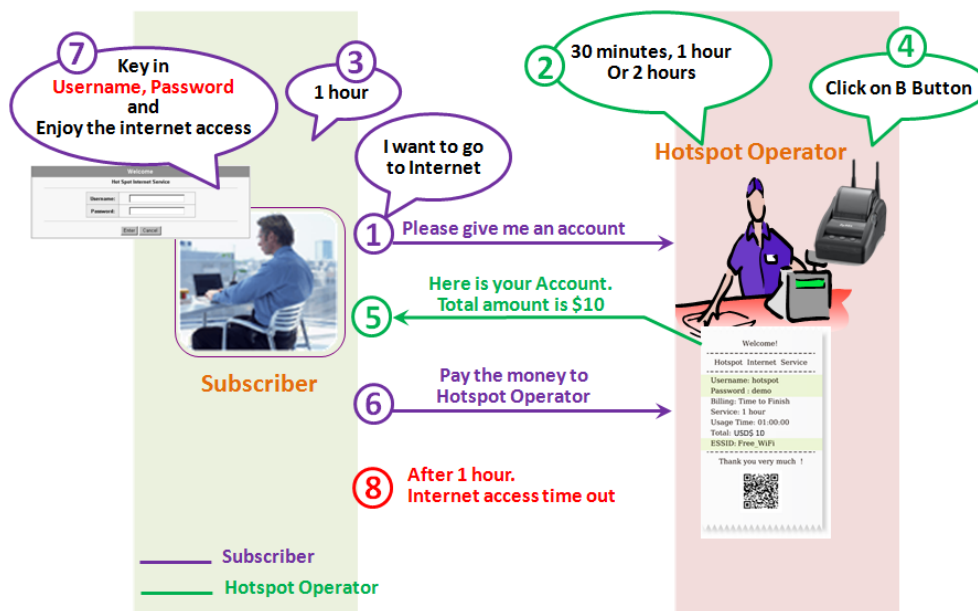 7
Key in
Username, Password
and
Enjoy the internet access
3
1 hour
2
30 minutes, 1 hour
Or 2 hours
4
Click on B Button
I want to go
to Internet
Hotspot Operator
Welcome
Hot Spot Internet Service
Username:
Password:
Enter Cancel
1
Please give me an account
Here is your Account.
Total amount is $10
5
Subscriber
6
Pay the money to
Hotspot Operator
Welcome!
Hotspot Internet Service
Username: hotspot
Password : demo
Billing: Time to Finish
Service: 1 hour
Usage Time: 01:00:00
Total: USD$ 10
ESSID: Free_WiFi
Thank you very much !
8
After 1 hour.
Internet access time out
Subscriber
Hotspot Operator